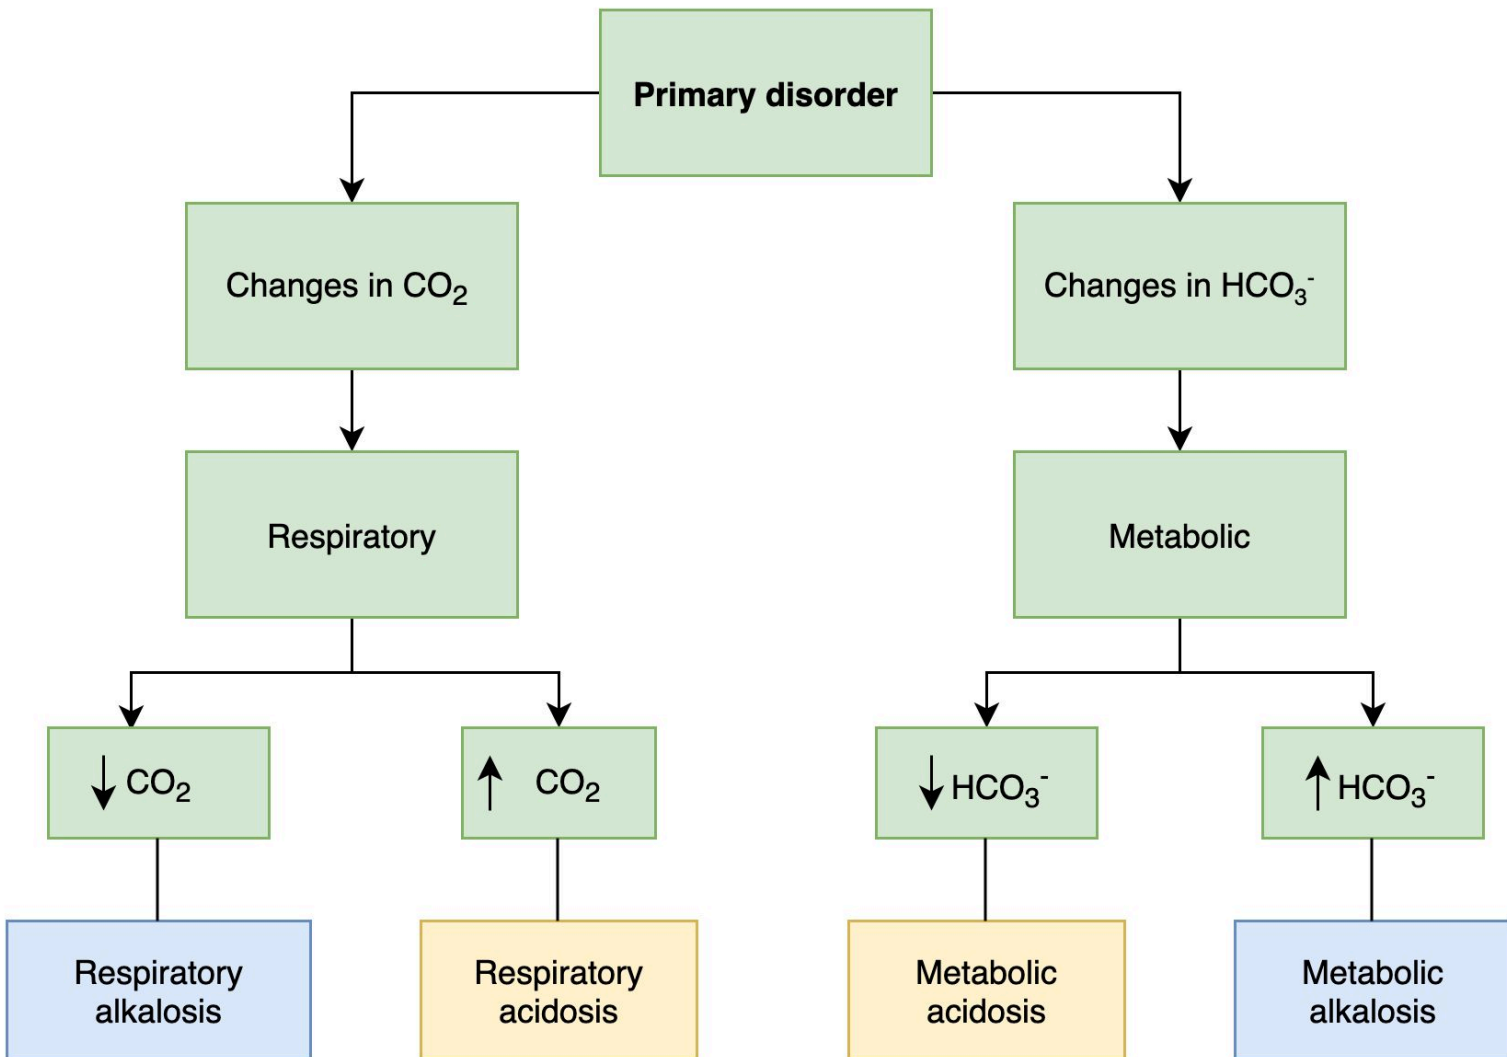 Primary disorder
Changes in CO₂
Changes in HCO₃⁻
Respiratory
Metabolic
↓ CO₂
↑ CO₂
↓ HCO₃⁻
↑ HCO₃⁻
Respiratory
alkalosis
Respiratory
acidosis
Metabolic
acidosis
Metabolic
alkalosis